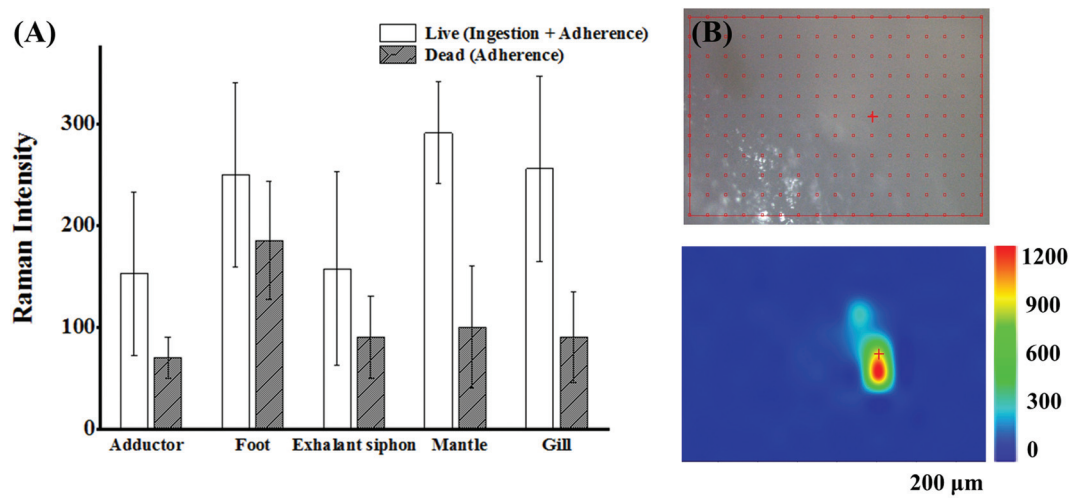 (A)
Live (Ingestion + Adherence)
Dead (Adherence)
Raman Intensity
300
200
100
0
Adductor
Foot
Exhalant siphon
Mantle
Gill
(B)
1200
900
600
300
0
200 µm